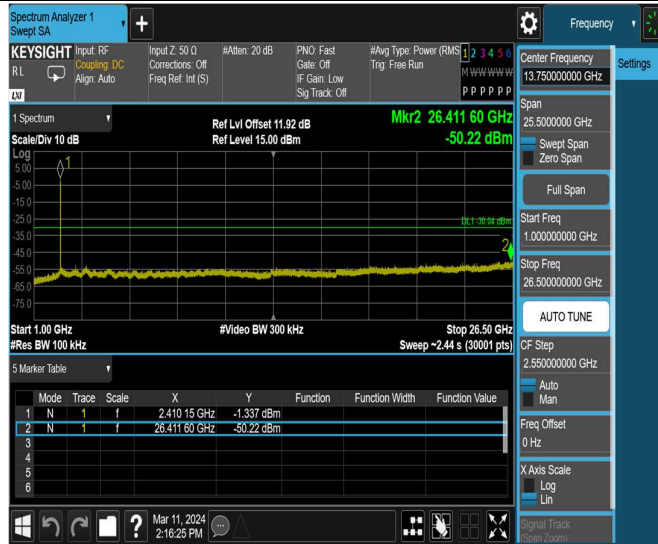 Spectrum Analyzer 1
Swept SA
+
Frequency
KEYSIGHT
RL
LXI
Input: RF
Coupling: DC
Align: Auto
Input Z: 50 Ω
Corrections: Off
Freq Ref: Int (S)
#Atten: 20 dB
PNO: Fast
Gate: Off
IF Gain: Low
Sig Track: Off
#Avg Type: Power (RMS
Trig: Free Run
1 2 3 4 5 6
M W W W W W
P P P P P P
1 Spectrum
Scale/Div 10 dB
Ref Lvl Offset 11.92 dB
Ref Level 15.00 dBm
Mkr2 26.411 60 GHz
-50.22 dBm
Log
5.00
-5.00
-15.0
-25.0
-35.0
-45.0
-55.0
-65.0
-75.0
1
DL1 -30.04 dBm
2
Start 1.00 GHz
#Res BW 100 kHz
#Video BW 300 kHz
Stop 26.50 GHz
Sweep ~2.44 s (30001 pts)
5 Marker Table
Mode Trace Scale X Y Function Function Width Function Value
1 N 1 f 2.410 15 GHz -1.337 dBm
2 N 1 f 26.411 60 GHz -50.22 dBm
3
4
5
6
Mar 11, 2024
2:16:25 PM
?
Center Frequency
13.750000000 GHz
Settings
Span
25.5000000 GHz
Swept Span
Zero Span
Full Span
Start Freq
1.000000000 GHz
Stop Freq
26.500000000 GHz
AUTO TUNE
CF Step
2.550000000 GHz
Auto
Man
Freq Offset
0 Hz
X Axis Scale
Log
Lin
Signal Track
(Span Zoom)